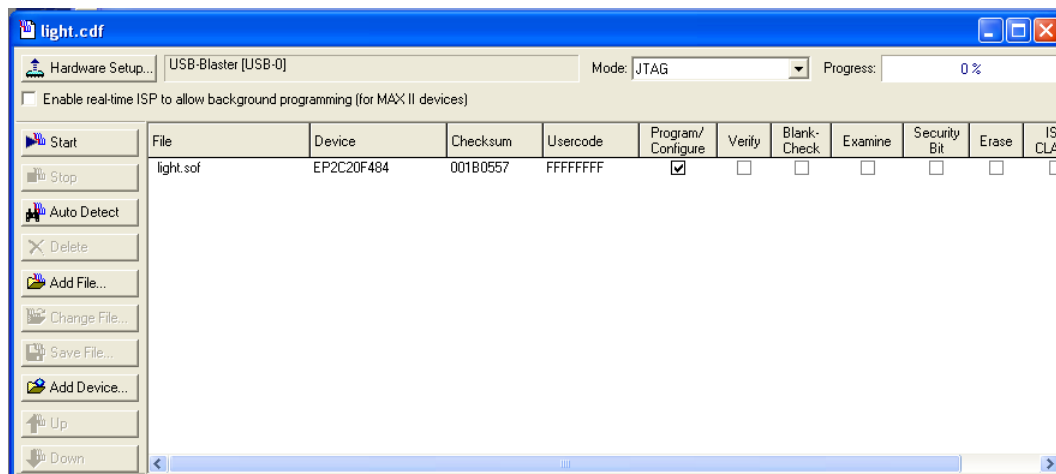 light.cdf
Hardware Setup... USB-Blaster [USB-0] Mode: JTAG Progress: 0 %
Enable real-time ISP to allow background programming (for MAX II devices)
Start
Stop
Auto Detect
Delete
Add File...
Change File...
Save File...
Add Device...
Up
Down
File Device Checksum Usercode Program/ Configure Verify Blank- Check Examine Security Bit Erase IS CLA
light.sof EP2C20F484 001B0557 FFFFFFFF